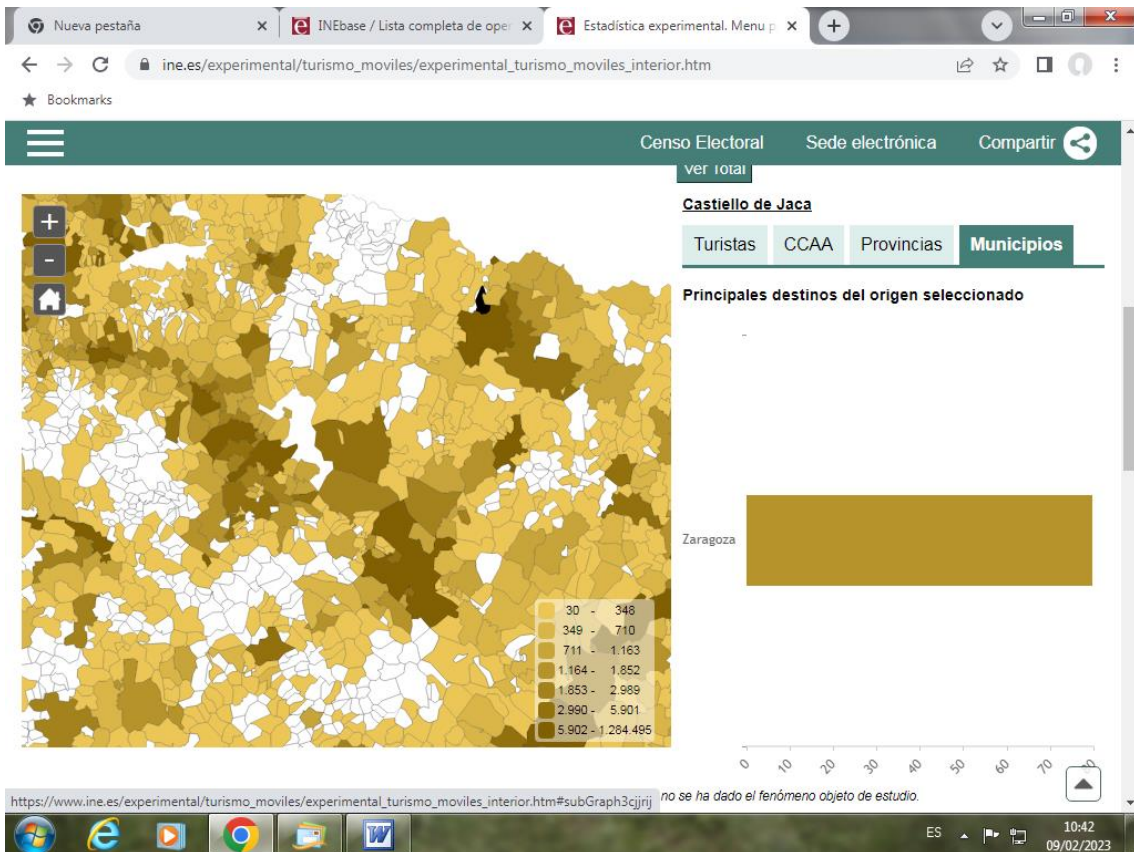 Nueva pestaña
INEbase / Lista completa de oper
Estadística experimental. Menu p
ine.es/experimental/turismo_moviles/experimental_turismo_moviles_interior.htm
Bookmarks
Censo Electoral Sede electrónica Compartir
Ver Total
Castiello de Jaca
Turistas CCAA Provincias Municipios
Principales destinos del origen seleccionado
+
-
-
Zaragoza
30 - 348
349 - 710
711 - 1.163
1.164 - 1.852
1.853 - 2.989
2.990 - 5.901
5.902 - 1.284.495
0 10 20 30 40 50 60 70 80
https://www.ine.es/experimental/turismo_moviles/experimental_turismo_moviles_interior.htm#subGraph3cjjrij
no se ha dado el fenómeno objeto de estudio.
ES 10:42
09/02/2023